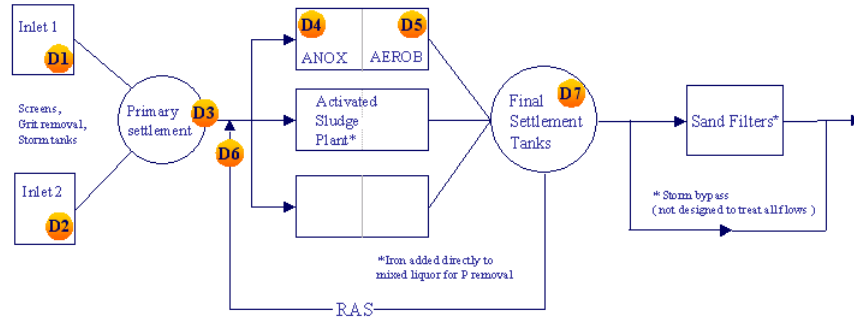 Inlet 1
D1
Screens,
Grit removal,
Storm tanks
Inlet 2
D2
Primary
settlement
D3
D6
D4
D5
ANOX
AEROB
Activated
Sludge
Plant*
*Iron added directly to
mixed liquor for P removal
RAS
D7
Final
Settlement
Tanks
Sand Filters*
* Storm bypass
( not designed to treat all flows )